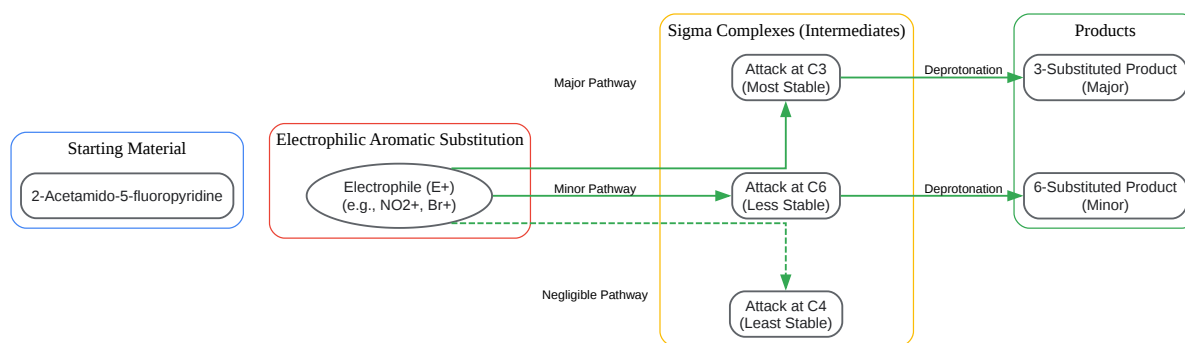 Starting Material
2-Acetamido-5-fluoropyridine
Electrophilic Aromatic Substitution
Electrophile (E+)
(e.g., NO2+, Br+)
Major Pathway
Minor Pathway
Negligible Pathway
Sigma Complexes (Intermediates)
Attack at C3
(Most Stable)
Attack at C6
(Less Stable)
Attack at C4
(Least Stable)
Deprotonation
Deprotonation
Products
3-Substituted Product
(Major)
6-Substituted Product
(Minor)